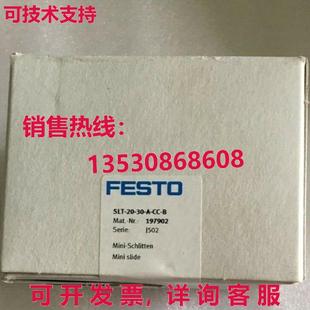 可技术支持
销售热线：
13530868608
FESTO
SLT-20-30-A-CC-B
Mat.-Nr.: 197902
Serie: J502
Mini-Schlitten
Mini slide
可开票，详询客服